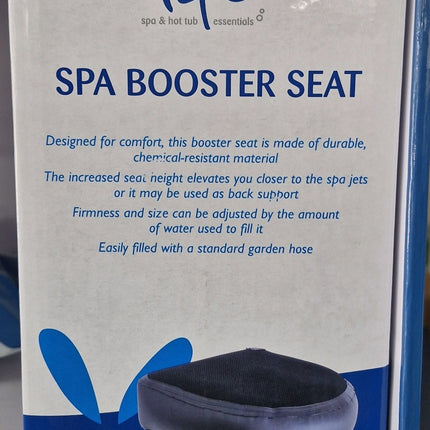 spa & hot tub essentials
SPA BOOSTER SEAT
Designed for comfort, this booster seat is made of durable,
chemical-resistant material
The increased seat height elevates you closer to the spa jets
or it may be used as back support
Firmness and size can be adjusted by the amount
of water used to fill it
Easily filled with a standard garden hose